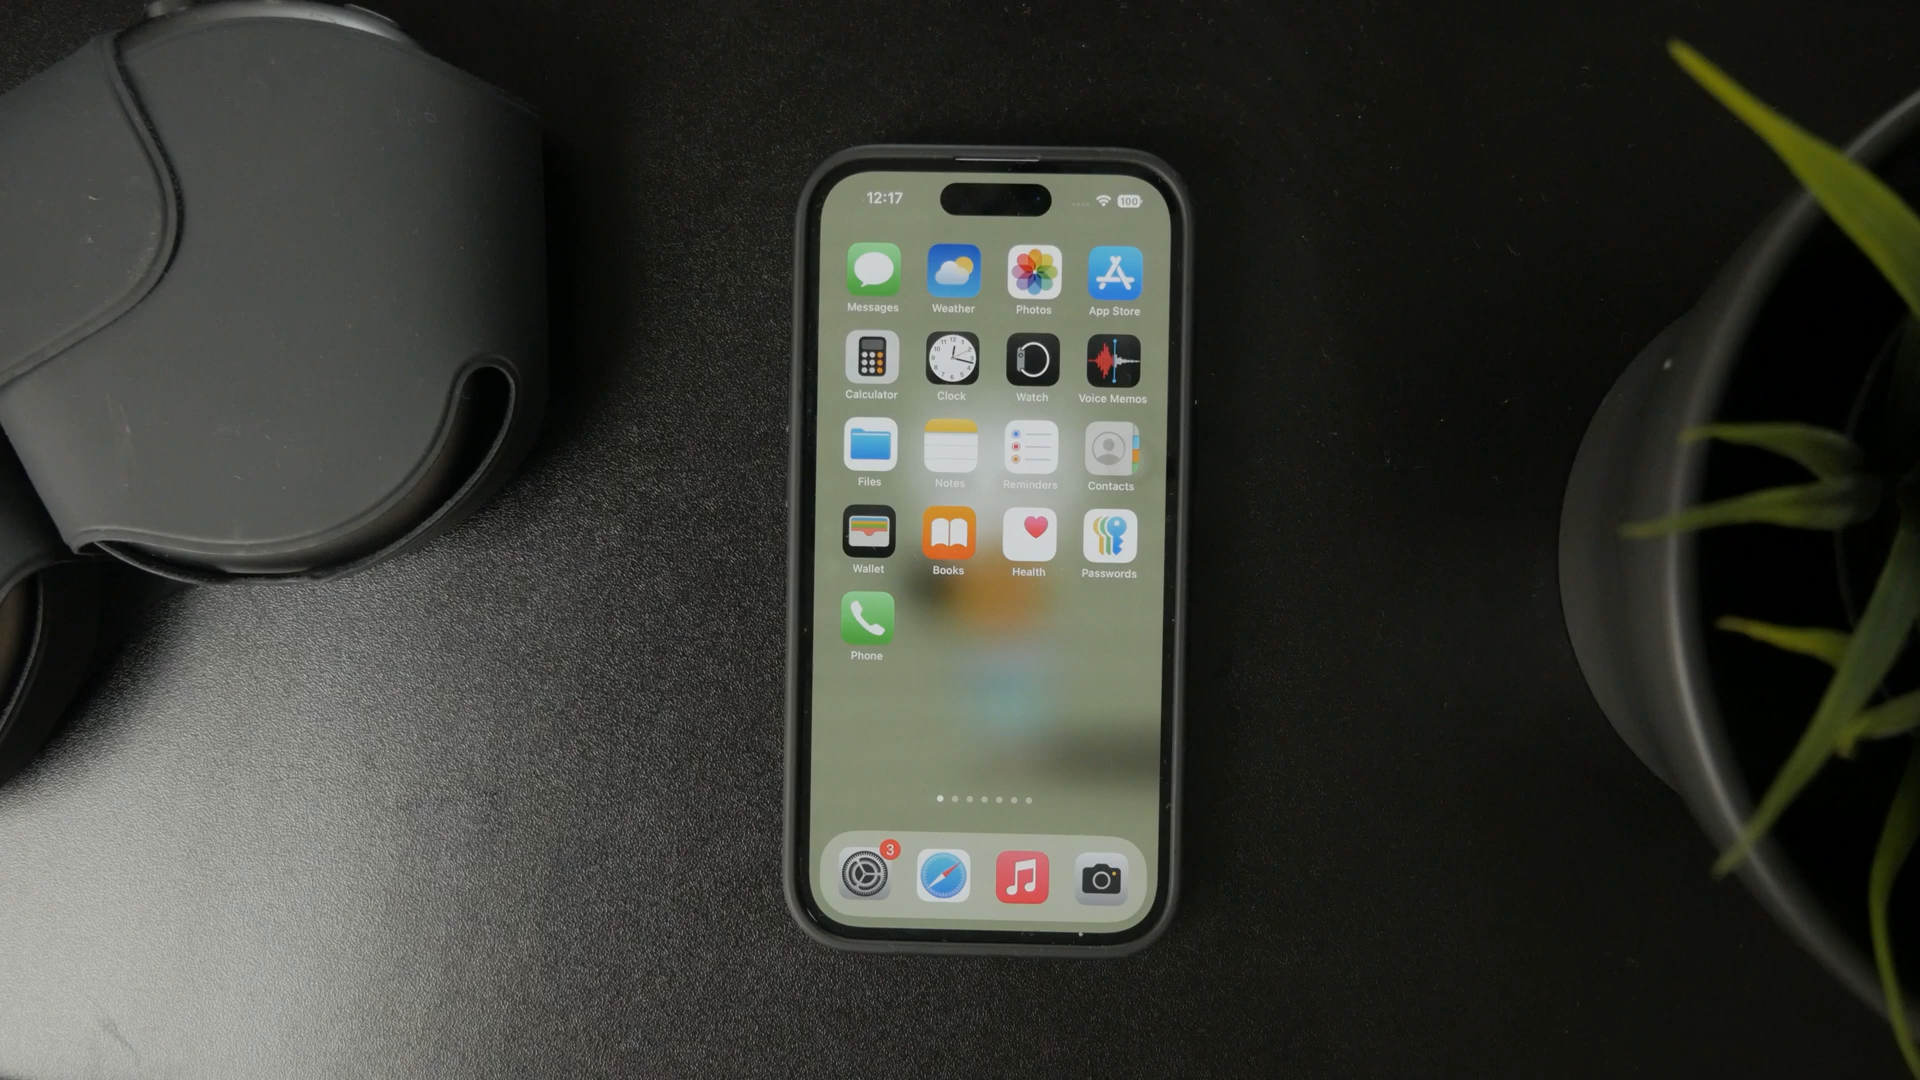 12:17
100
Messages Weather Photos App Store
Calculator Clock Watch Voice Memos
Files Notes Reminders Contacts
Wallet Books Health Passwords
Phone
3